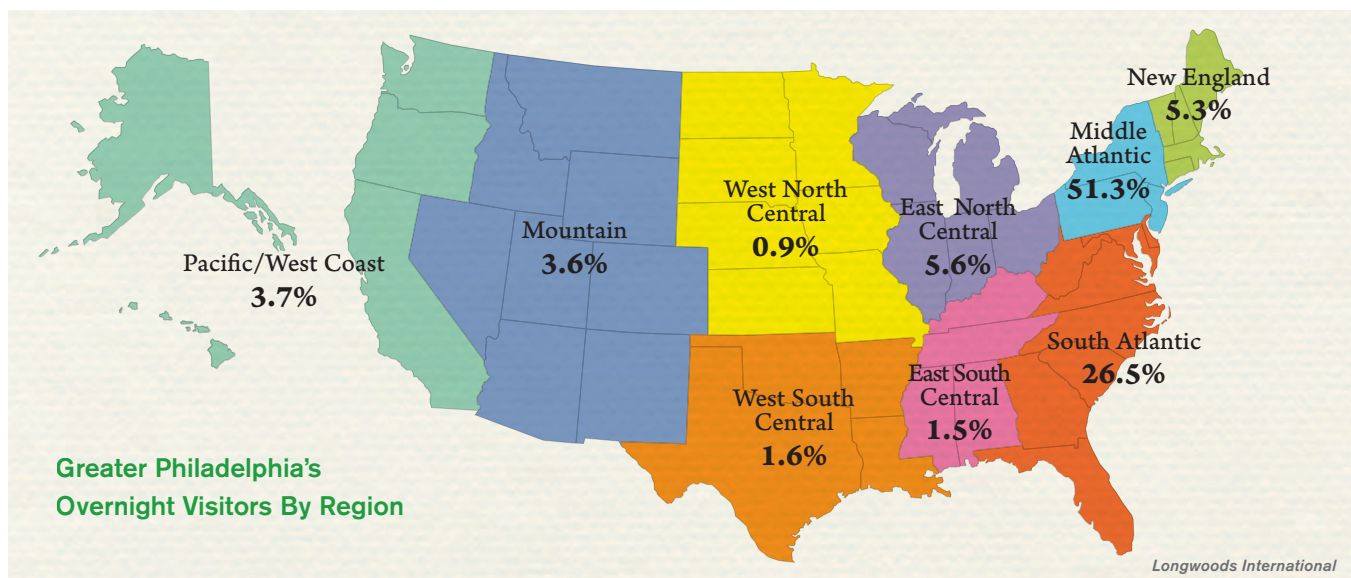 New England
5.3%
Middle
Atlantic
51.3%
West North
Central
0.9%
East North
Central
5.6%
Mountain
3.6%
Pacific/West Coast
3.7%
South Atlantic
26.5%
East South
Central
1.5%
West South
Central
1.6%
Greater Philadelphia's
Overnight Visitors By Region
Longwoods International